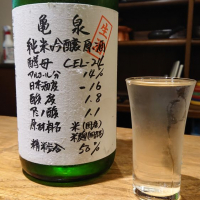 亀泉
生
純米吟醸原酒
酵母 CEL-24
アルコール分 14%
日本酒度 -16
酸度 1.8
アミノ酸 1.1
原材料名 米(国産)
米麹(国産米)
精米歩合 50%